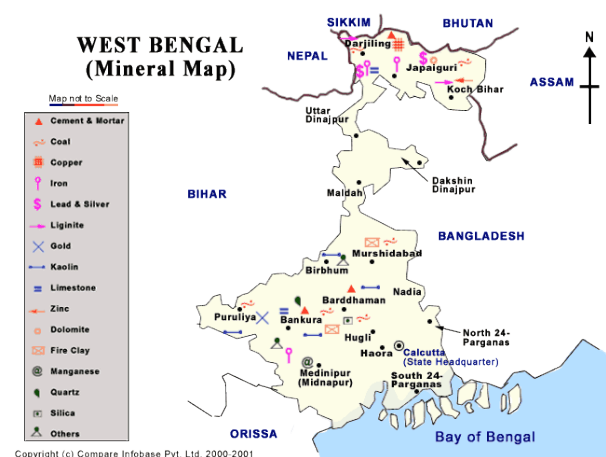 WEST BENGAL
(Mineral Map)
Map not to Scale
Cement & Mortar
Coal
Copper
Iron
Lead & Silver
Liginite
Gold
Kaolin
Limestone
Zinc
Dolomite
Fire Clay
Manganese
Quartz
Silica
Others
SIKKIM
BHUTAN
NEPAL
Darjiling
Japaiguri
Koch Bihar
ASSAM
N
Uttar
Dinajpur
Dakshin
Dinajpur
Maldah
BIHAR
BANGLADESH
Murshidabad
Birbhum
Nadia
Barddhaman
Puruliya
Bankura
Hugli
North 24-
Parganas
Haora
Calcutta
(State Headquarter)
Medinipur
(Midnapur)
South 24-
Parganas
ORISSA
Bay of Bengal
Copyright (c) Compare Infobase Pvt. Ltd. 2000-2001